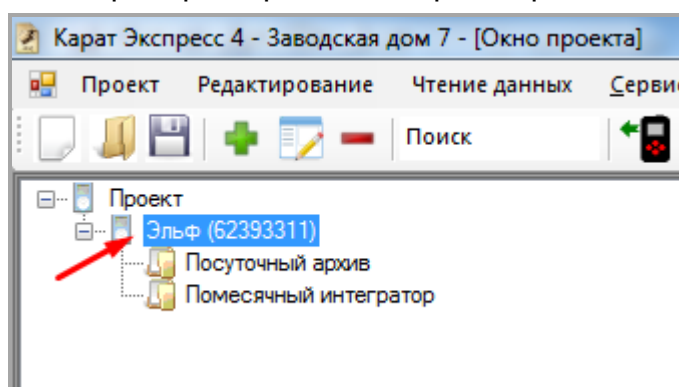 Карат Экспресс 4 - Заводская дом 7 - [Окно проекта]
Проект Редактирование Чтение данных
Поиск
Проект
Эльф (62393311)
Посуточный архив
Помесячный интегратор